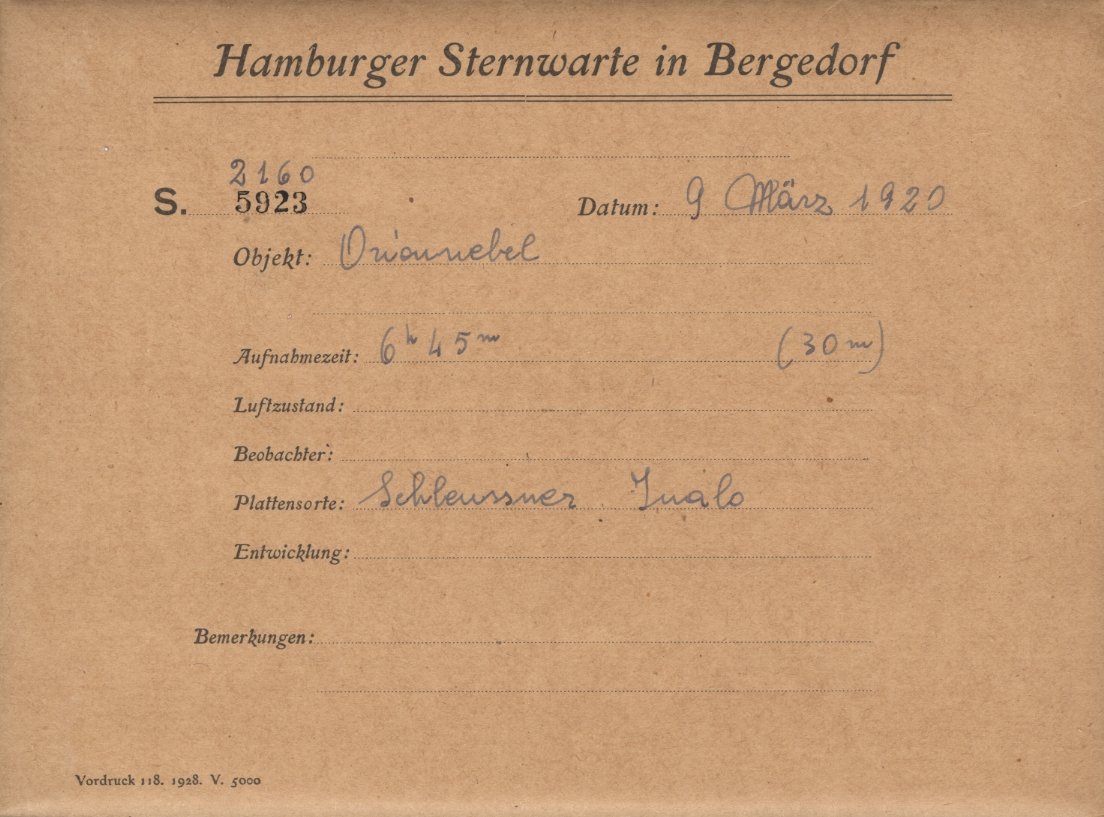 Hamburger Sternwarte in Bergedorf
2160
S. 5923 Datum: 9 März 1920
Objekt: Orionnebel
Aufnahmezeit: 6h 45m (30m)
Luftzustand:
Beobachter:
Plattensorte: Schleussner Inalo
Entwicklung:
Bemerkungen:
Vordruck 118. 1928. V. 5000